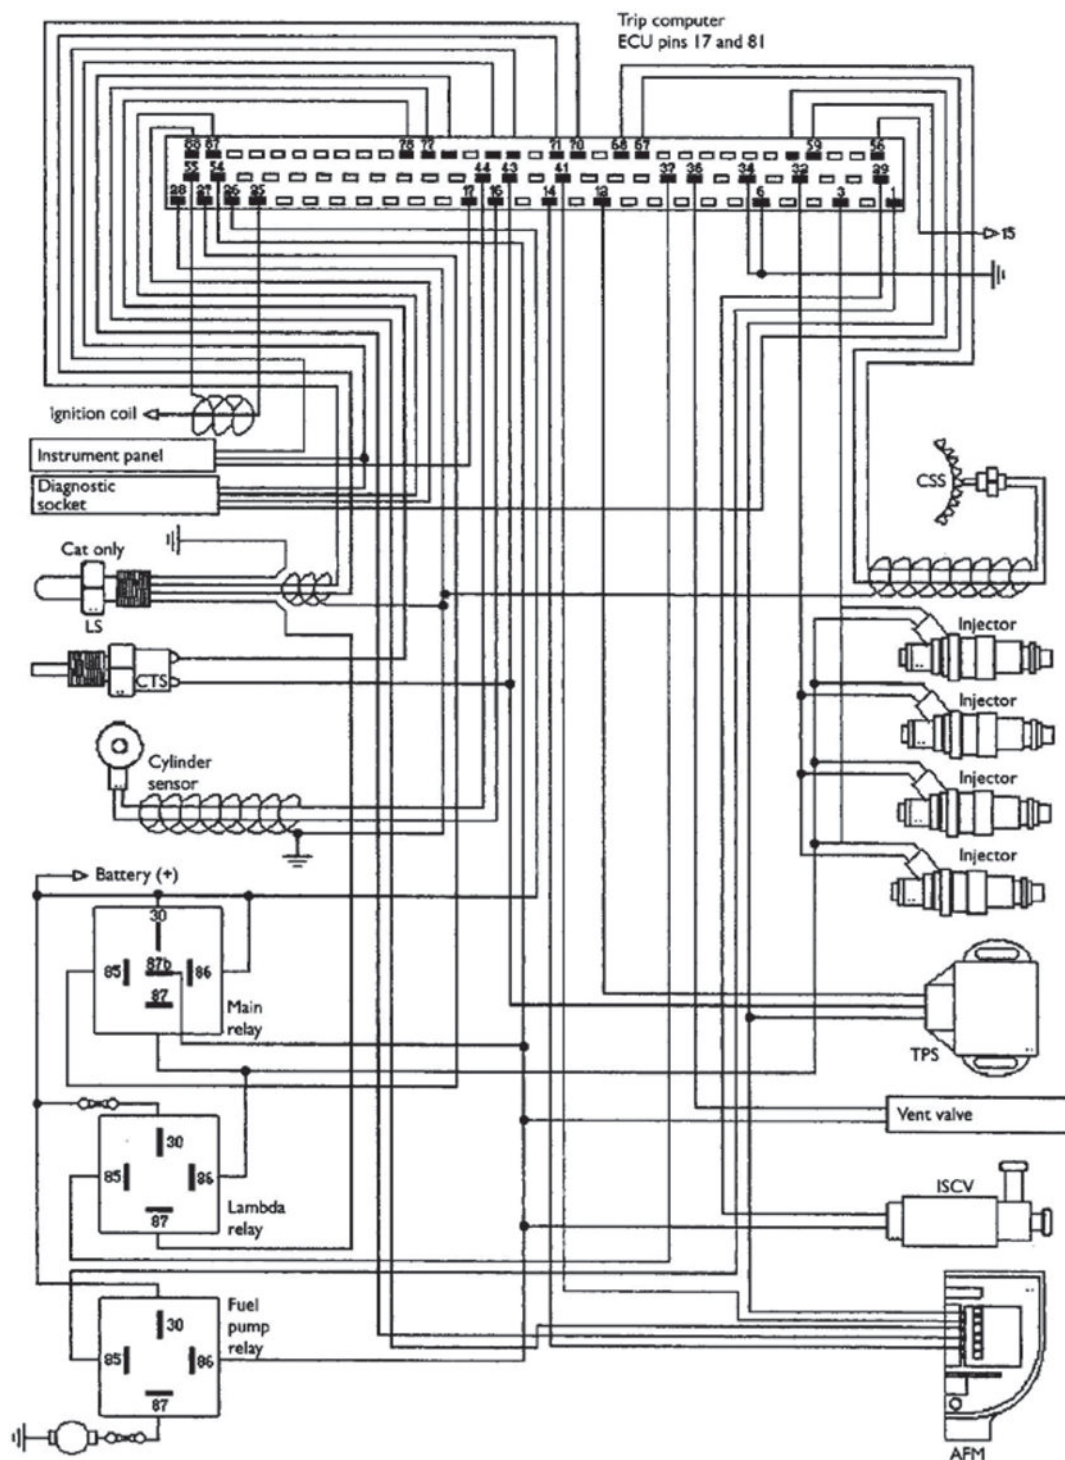 Trip computer
ECU pins 17 and 81
88 87 78 77 71 70 68 67 59 56
55 54 44 43 41 37 36 34 32 29
28 27 26 25 17 16 14 12 6 3 1
15
Ignition coil
Instrument panel
Diagnostic
socket
CSS
Cat only
LS
Injector
CTS
Injector
Cylinder
sensor
Injector
Injector
Battery (+)
30
85
87b
86
87
Main
relay
TPS
30
Vent valve
85
86
87
Lambda
relay
ISCV
Fuel
pump
relay
30
85
86
87
AFM